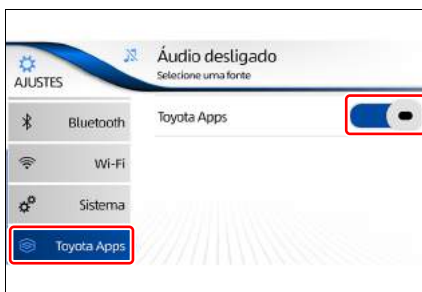 AJUSTES
Áudio desligado
Selecione uma fonte
Bluetooth
Wi-Fi
Sistema
Toyota Apps
Toyota Apps